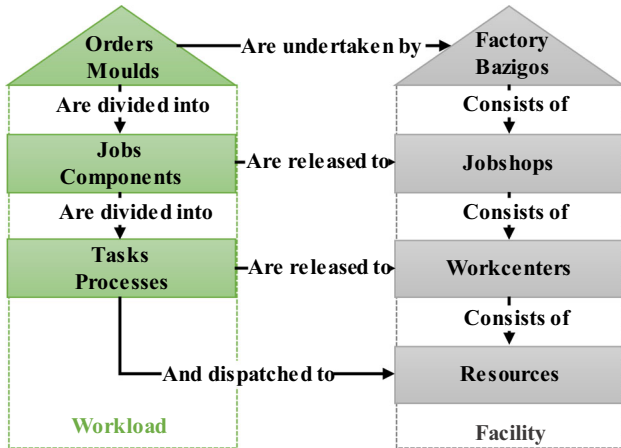 Orders
Moulds
Are undertaken by
Factory
Bazigos
Are divided into
Consists of
Jobs
Components
Are released to
Jobshops
Are divided into
Consists of
Tasks
Processes
Are released to
Workcenters
Consists of
And dispatched to
Resources
Workload
Facility